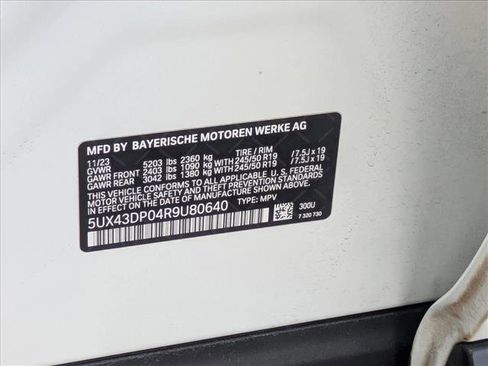 MFD BY BAYERISCHE MOTOREN WERKE AG
11/23 5203 lbs 2360 kg TIRE / RIM
GVWR
GAWR FRONT 2403 lbs 1090 kg WITH 245/50 R19 / 7.5J x 19
GAWR REAR 3042 lbs 1380 kg WITH 245/50 R19 / 7.5J x 19
THIS VEHICLE CONFORMS TO ALL APPLICABLE U.S. FEDERAL
MOTOR VEHICLE SAFETY STANDARDS IN EFFECT ON THE
DATE OF MANUFACTURE SHOWN ABOVE.
5UX43DP04R9U80640 TYPE: MPV
300U
7 320 730